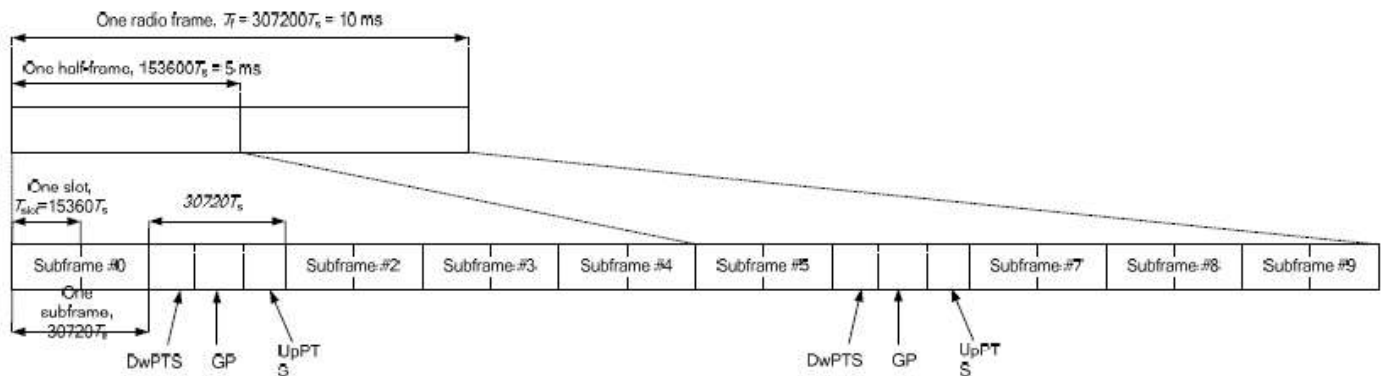 One radio frame, Tf = 307200Ts = 10 ms
One half-frame, 153600Ts = 5 ms
One slot,
Tslot=15360Ts
30720Ts
Subframe #0
Subframe #2
Subframe #3
Subframe #4
Subframe #5
Subframe #7
Subframe #8
Subframe #9
One
subframe,
30720Ts
DwPTS
GP
UpPT
S
DwPTS
GP
UpPT
S